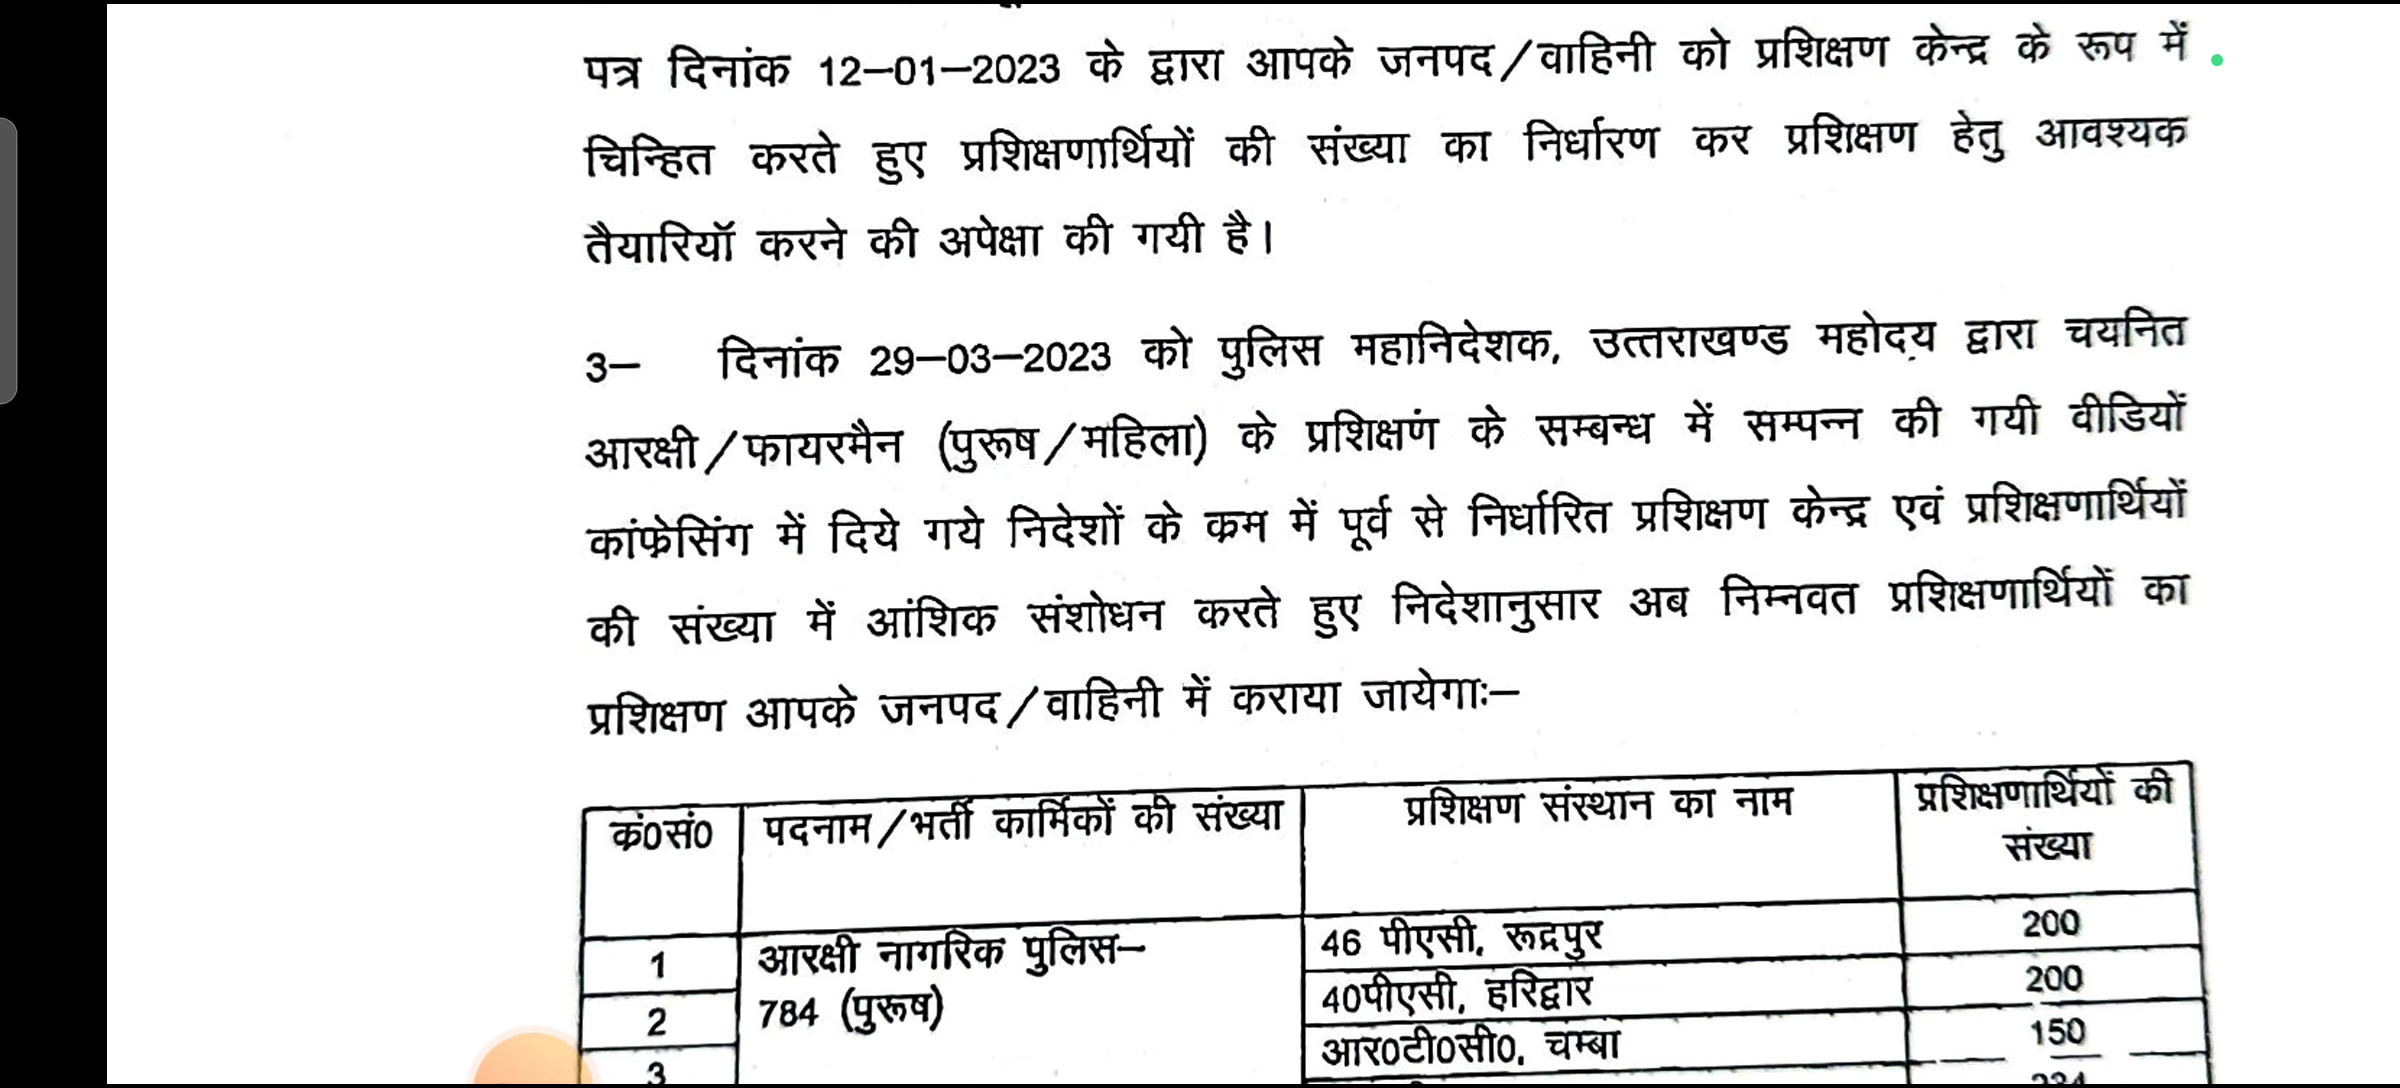 पत्र दिनांक 12–01–2023 के द्वारा आपके जनपद/वाहिनी को प्रशिक्षण केन्द्र के रूप में
चिन्हित करते हुए प्रशिक्षणार्थियों की संख्या का निर्धारण कर प्रशिक्षण हेतु आवश्यक
तैयारियॉ करने की अपेक्षा की गयी है।
3– दिनांक 29–03–2023 को पुलिस महानिदेशक, उत्तराखण्ड महोदय द्वारा चयनित
आरक्षी/फायरमैन (पुरूष/महिला) के प्रशिक्षण के सम्बन्ध में सम्पन्न की गयी वीडियों
कांफ्रेसिंग में दिये गये निदेशों के क्रम में पूर्व से निर्धारित प्रशिक्षण केन्द्र एवं प्रशिक्षणार्थियों
की संख्या में आंशिक संशोधन करते हुए निदेशानुसार अब निम्नवत प्रशिक्षणार्थियों का
प्रशिक्षण आपके जनपद/वाहिनी में कराया जायेगाः–
क्रं0सं0 पदनाम/भर्ती कार्मिकों की संख्या प्रशिक्षण संस्थान का नाम प्रशिक्षणार्थियों की
संख्या
1 आरक्षी नागरिक पुलिस– 46 पीएसी, रूद्रपुर 200
2 784 (पुरूष) 40पीएसी, हरिद्वार 200
3 आर0टी0सी0, चम्बा 150